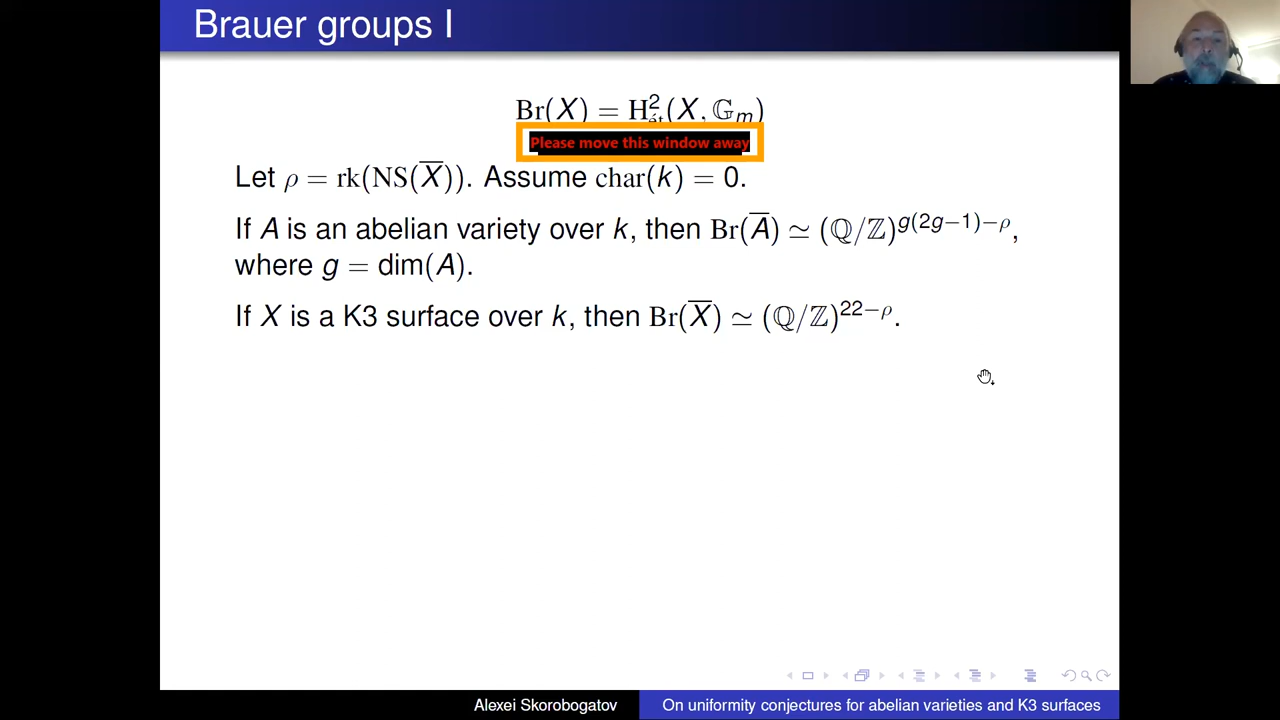 Brauer groups I
Br(X) = H²ét(X, 𝔾ₘ)
Please move this window away
Let ρ = rk(NS(X̅)). Assume char(k) = 0.
If A is an abelian variety over k, then Br(A̅) ≃ (ℚ/ℤ)^{g(2g−1)−ρ},
where g = dim(A).
If X is a K3 surface over k, then Br(X̅) ≃ (ℚ/ℤ)^{22−ρ}.
Alexei Skorobogatov
On uniformity conjectures for abelian varieties and K3 surfaces